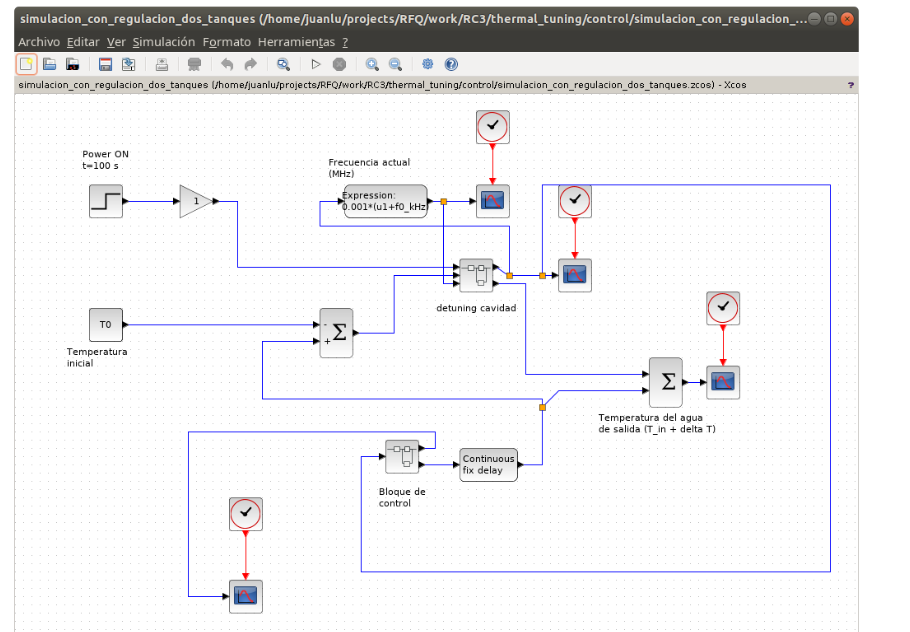 simulacion_con_regulacion_dos_tanques (/home/juanlu/projects/RFQ/work/RC3/thermal_tuning/control/simulacion_con_regulacion_...
Archivo Editar Ver Simulación Formato Herramientas ?
simulacion_con_regulacion_dos_tanques (/home/juanlu/projects/RFQ/work/RC3/thermal_tuning/control/simulacion_con_regulacion_dos_tanques.zcos) - Xcos
?
Power ON
t=100 s
1
Frecuencia actual
(MHz)
Expression:
0.001*(u1+f0_kHz)
detuning cavidad
T0
Temperatura
inicial
-
+
Σ
Σ
Temperatura del agua
de salida (T_in + delta T)
Continuous
fix delay
Bloque de
control